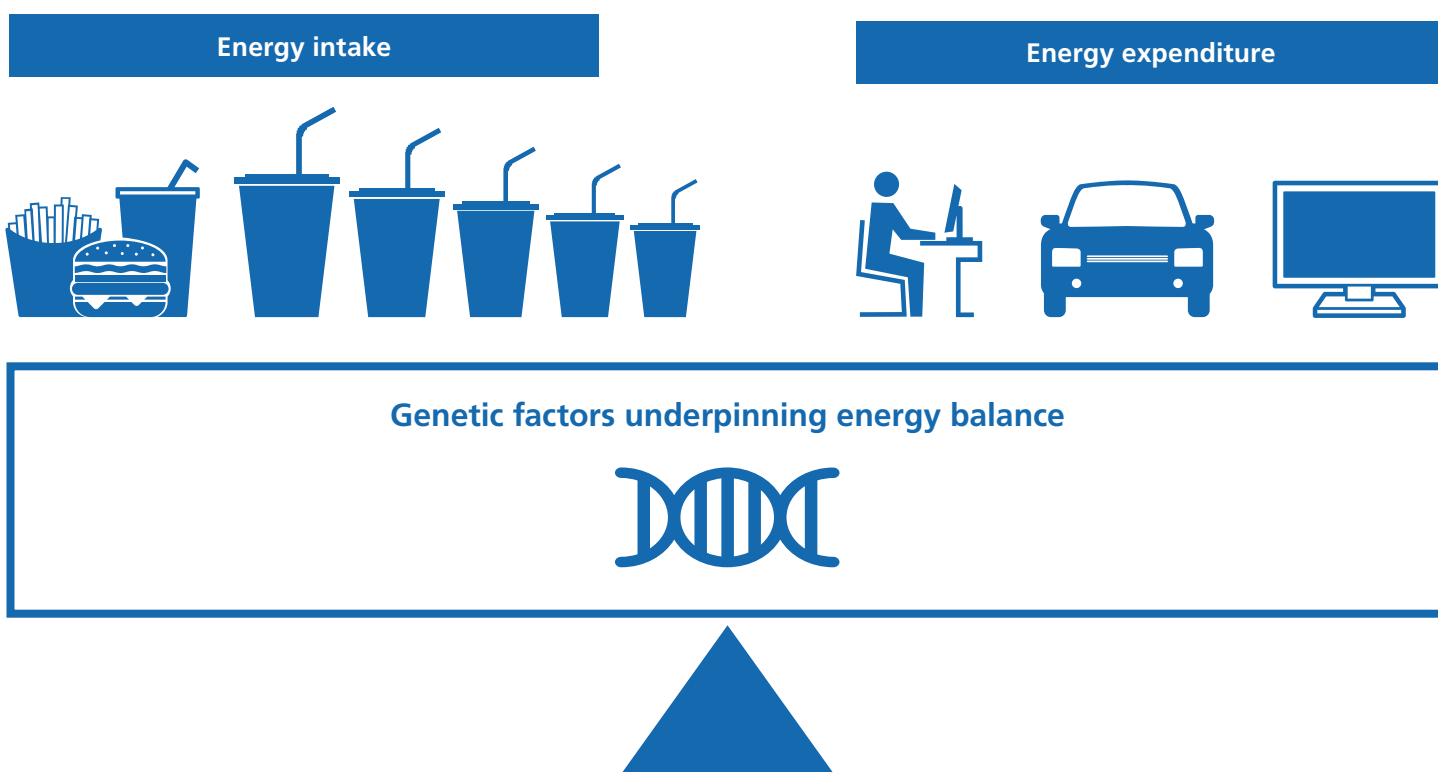 Energy intake
Energy expenditure
Genetic factors underpinning energy balance